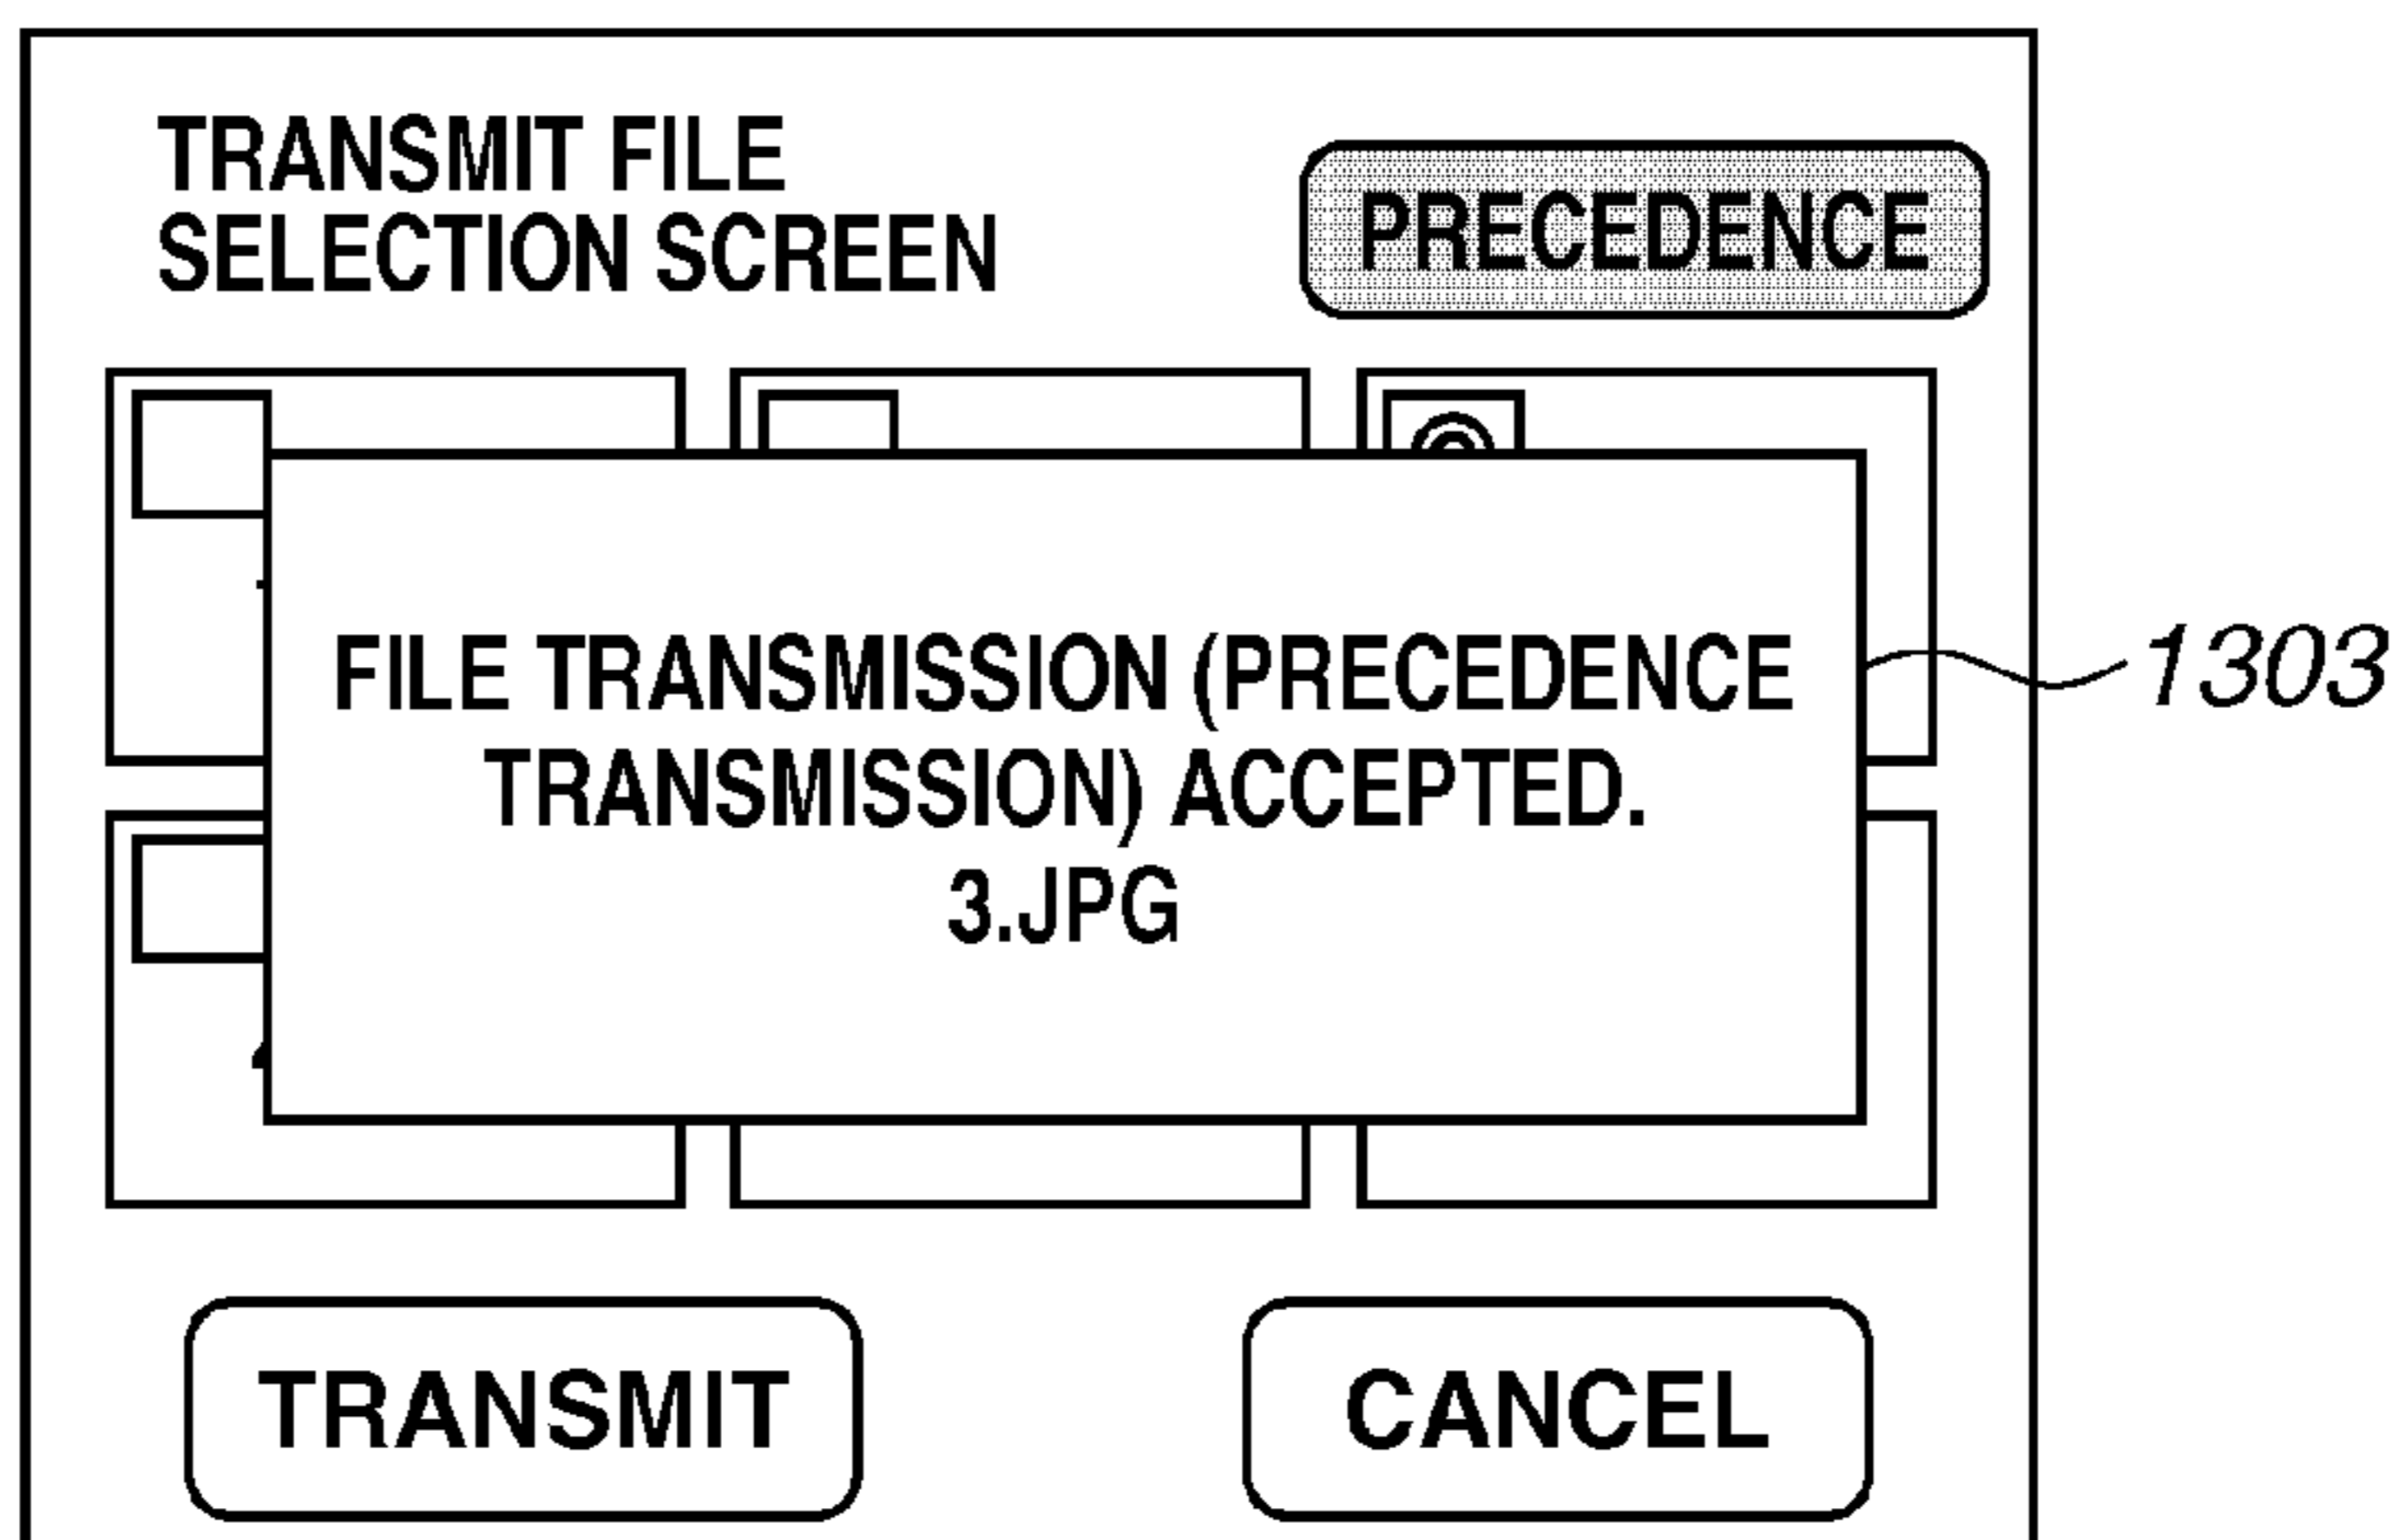 TRANSMIT FILE
SELECTION SCREEN
PRECEDENCE
FILE TRANSMISSION (PRECEDENCE
TRANSMISSION) ACCEPTED.
3.JPG
1303
TRANSMIT
CANCEL